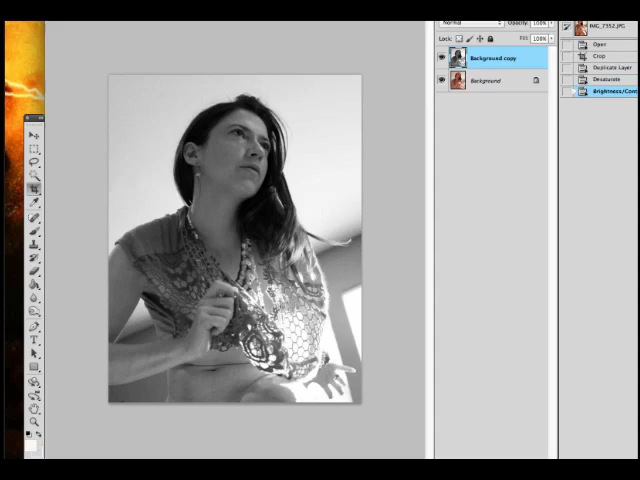 Normal
Opacity: 100%
Lock:
Fill: 100%
Background copy
Background
IMG_7352.JPG
Open
Crop
Duplicate Layer
Desaturate
Brightness/Cont